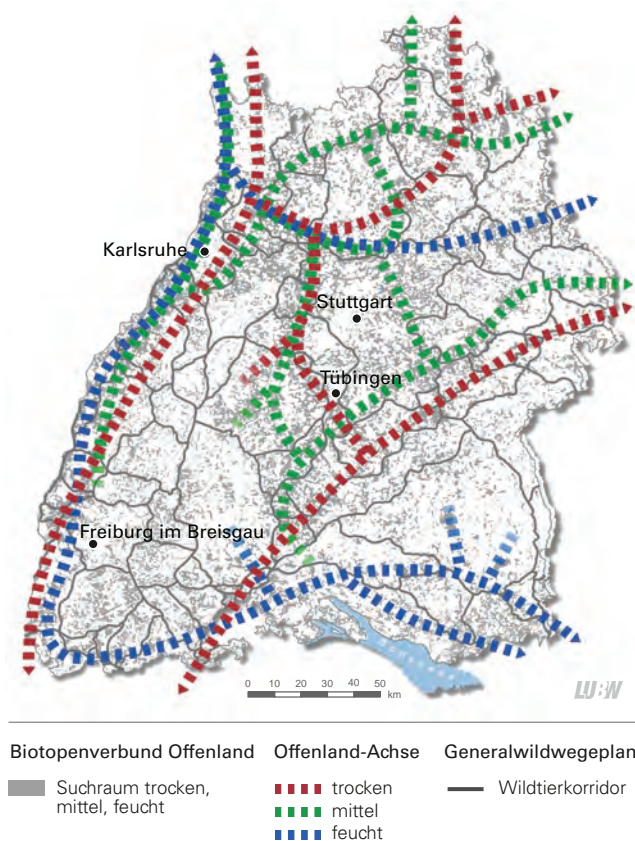 Karlsruhe
Stuttgart
Tübingen
Freiburg im Breisgau
0 10 20 30 40 50
km
LUBW
Biotopenverbund Offenland
Suchraum trocken,
mittel, feucht
Offenland-Achse
trocken
mittel
feucht
Generalwildwegeplan
Wildtierkorridor